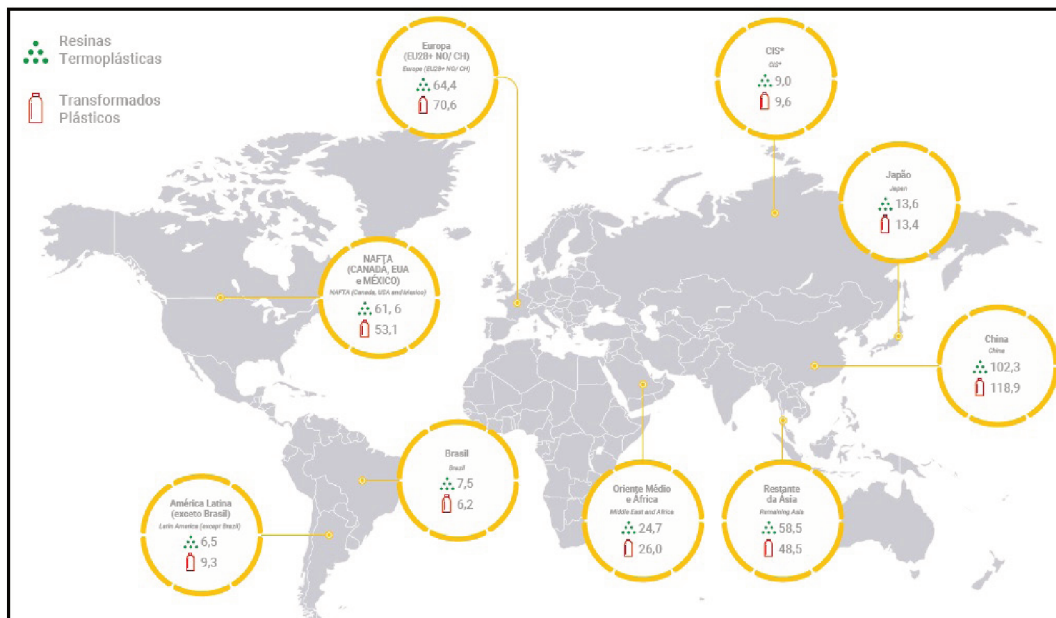 Resinas
Termoplásticas
Transformados
Plásticos
Europa
(EU28+ NO/ CH)
Europa (EU28+ NO/ CH)
64,4
70,6
CIS*
GS*
9,0
9,6
Japão
Japan
13,6
13,4
NAFTA
(CANADA, EUA
e MÉXICO)
NAFTA (Canada, USA and Mexico)
61,6
53,1
China
China
102,3
118,9
Brasil
Brazil
7,5
6,2
América Latina
(exceto Brasil)
Latin America (except Brazil)
6,5
9,3
Oriente Médio
e África
Middle East and Africa
24,7
26,0
Restante
da Ásia
Remaining Asia
58,5
48,5